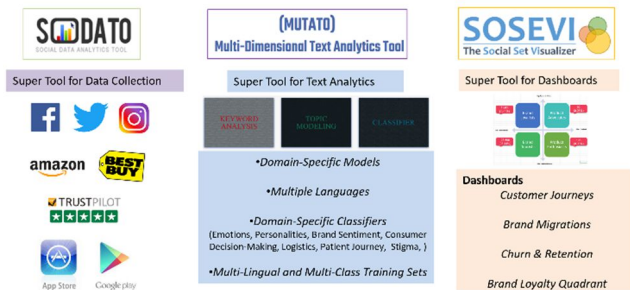 SODATO
SOCIAL DATA ANALYTICS TOOL
Super Tool for Data Collection
amazon
BEST
BUY
TRUSTPILOT
App Store
Google play
(MUTATO)
Multi-Dimensional Text Analytics Tool
Super Tool for Text Analytics
KEYWORD
ANALYSIS
TOPIC
MODELING
CLASSIFIER
•Domain-Specific Models
•Multiple Languages
•Domain-Specific Classifiers
(Emotions, Personalities, Brand Sentiment, Consumer
Decision-Making, Logistics, Patient Journey, Stigma, )
•Multi-Lingual and Multi-Class Training Sets
SOSEVI
The Social Set Visualizer
Super Tool for Dashboards
Dashboards
Customer Journeys
Brand Migrations
Churn & Retention
Brand Loyalty Quadrant